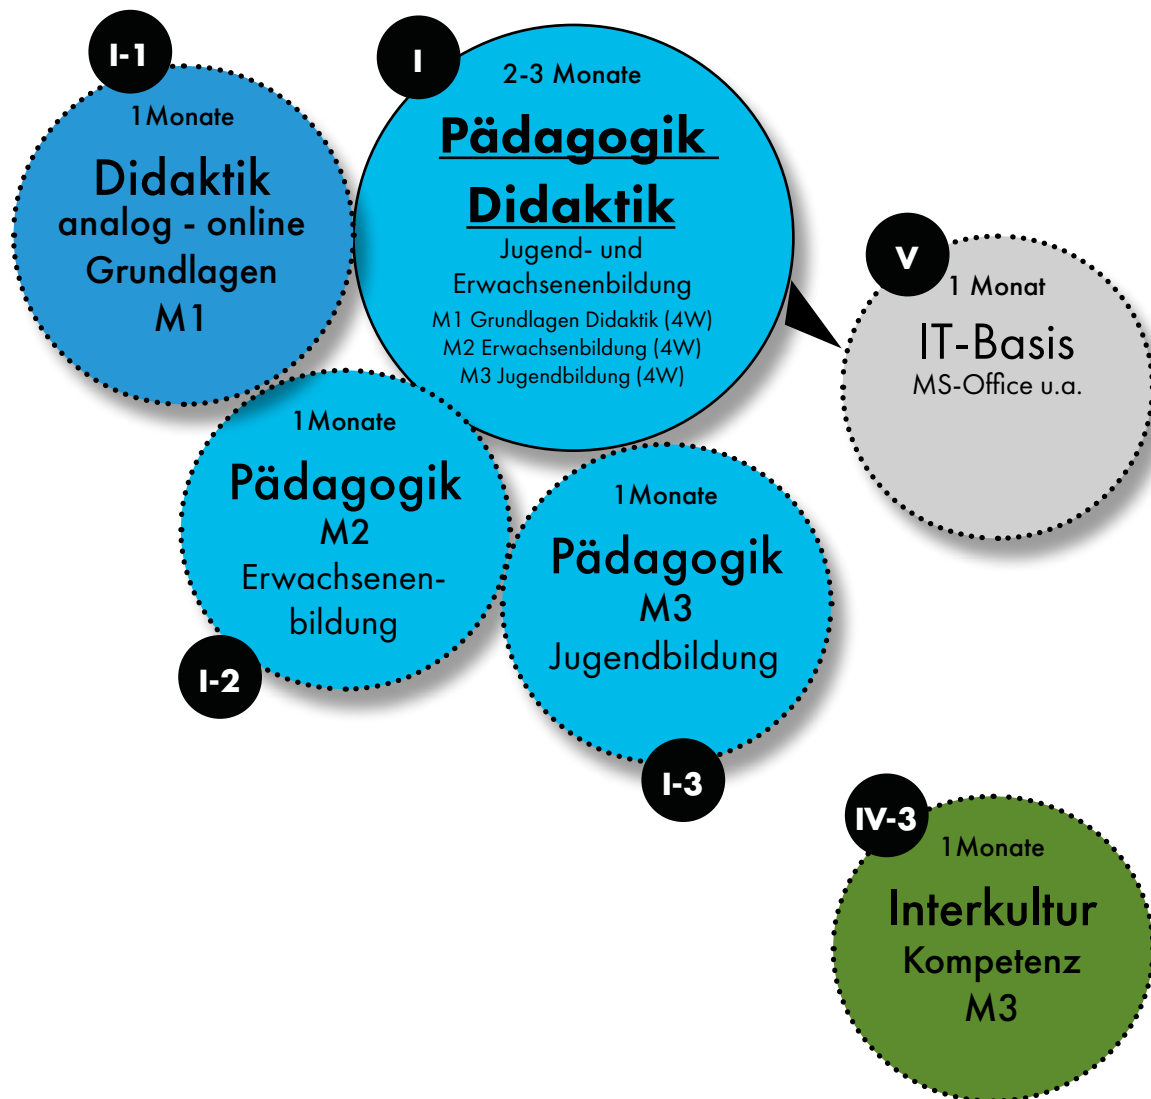 I-1
1Monate
Didaktik
analog - online
Grundlagen
M1
I
2-3 Monate
Pädagogik
Didaktik
Jugend- und
Erwachsenenbildung
M1 Grundlagen Didaktik (4W)
M2 Erwachsenbildung (4W)
M3 Jugendbildung (4W)
V
1 Monat
IT-Basis
MS-Office u.a.
1Monate
Pädagogik
M2
Erwachsenen-
bildung
I-2
1Monate
Pädagogik
M3
Jugendbildung
I-3
IV-3
1Monate
Interkultur
Kompetenz
M3